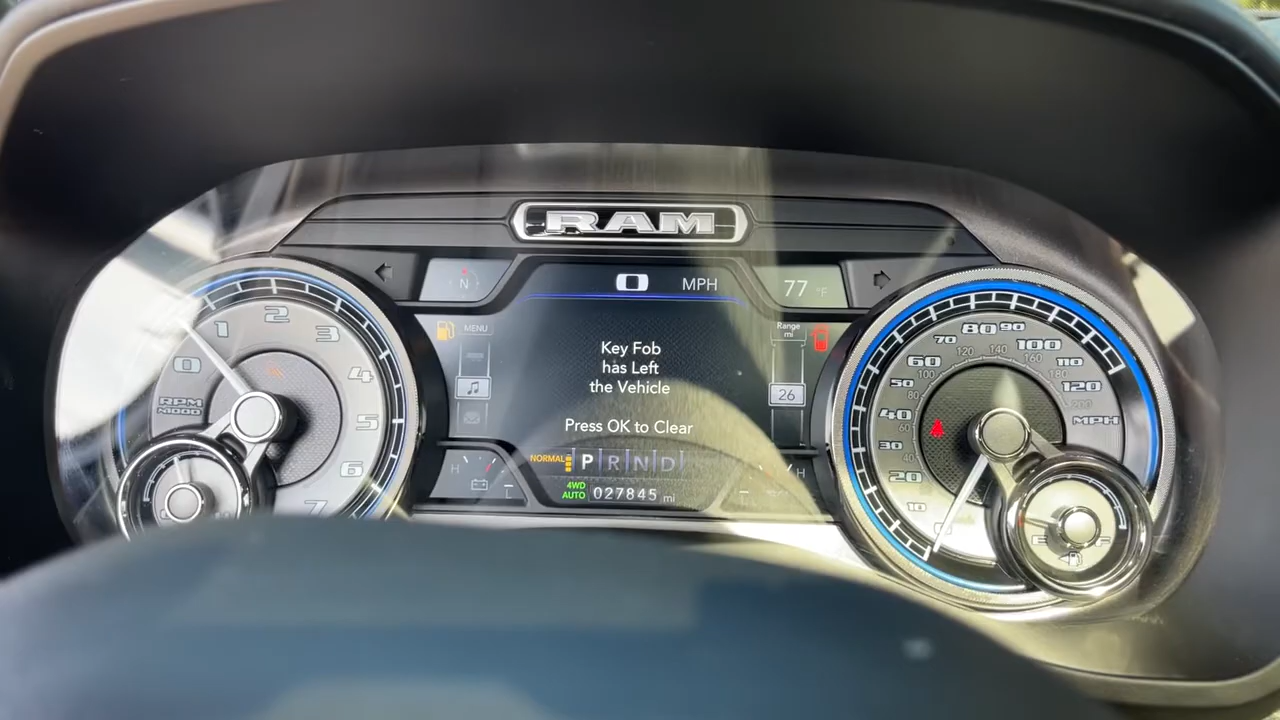 RAM
N
0 MPH
77 °F
MENU
Range
mi
26
Key Fob
has Left
the Vehicle
Press OK to Clear
NORMAL P R N D
4WD
AUTO
027845 mi
H
H
0
1
2
3
4
5
6
7
RPM
x1000
0
10
20
30
40
50
60
70
80
90
100
110
120
MPH
60
80
100
120
140
160
180
200
E
F